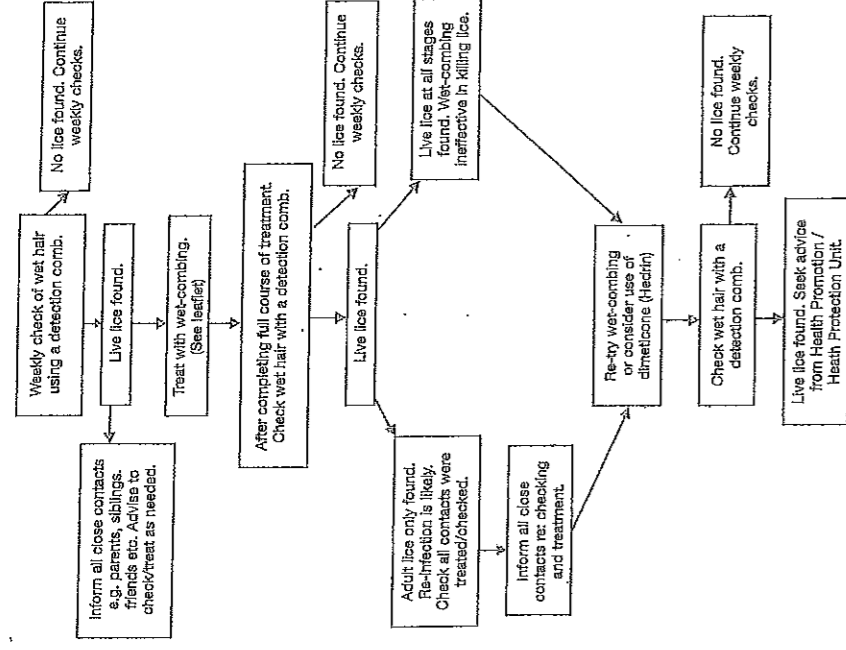 Weekly check of wet hair
using a detection comb.
No lice found. Continue
weekly checks.
Live lice found.
Inform all close contacts
e.g. parents, siblings.
friends etc. Advise to
check/treat as needed.
Treat with wet-combing.
(See leaflet)
After completing full course of treatment.
Check wet hair with a detection comb.
No lice found. Continue
weekly checks.
Live lice found.
Live lice at all stages
found. Wet-combing
ineffective in killing lice.
Adult lice only found.
Re-infection is likely.
Check all contacts were
treated/checked.
Inform all close
contacts re: checking
and treatment.
Re-try wet-combing
or consider use of
dimeticone (Hedrin)
Check wet hair with a
detection comb.
No lice found.
Continue weekly
checks.
Live lice found. Seek advice
from Health Promotion /
Heath Protection Unit.